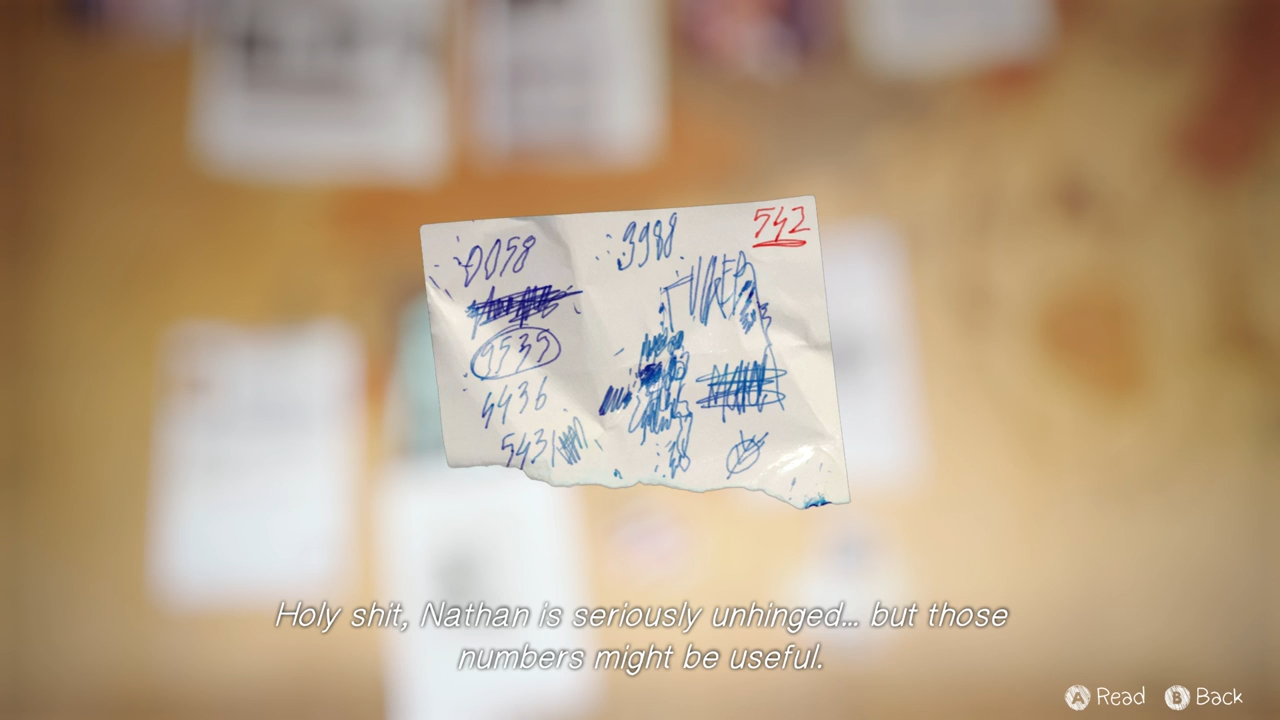 0058
3988
542
9539
4436
543
Holy shit, Nathan is seriously unhinged... but those
numbers might be useful.
A Read B Back